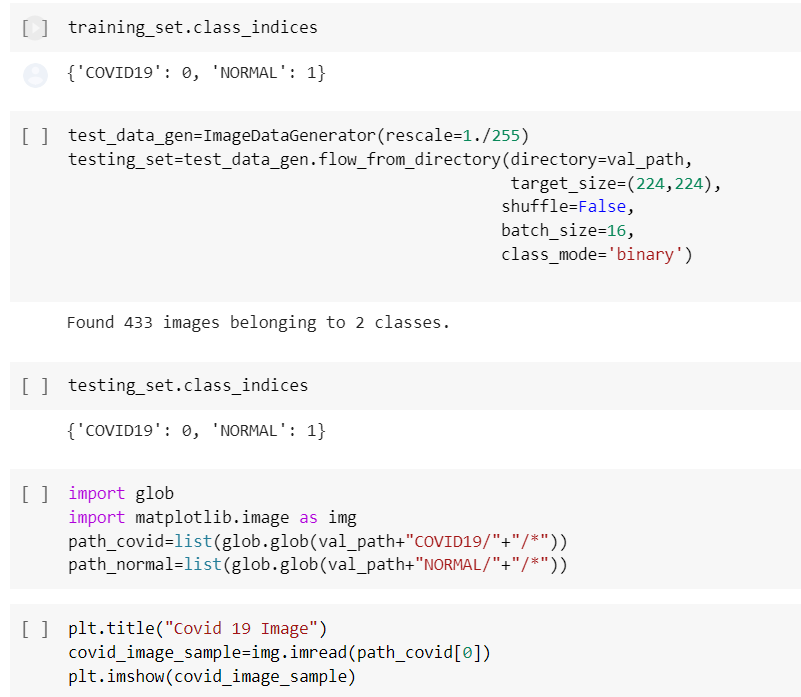 [ ] training_set.class_indices
{'COVID19': 0, 'NORMAL': 1}
[ ] test_data_gen=ImageDataGenerator(rescale=1./255)
testing_set=test_data_gen.flow_from_directory(directory=val_path,
target_size=(224,224),
shuffle=False,
batch_size=16,
class_mode='binary')
Found 433 images belonging to 2 classes.
[ ] testing_set.class_indices
{'COVID19': 0, 'NORMAL': 1}
[ ] import glob
import matplotlib.image as img
path_covid=list(glob.glob(val_path+"COVID19/"+"/*"))
path_normal=list(glob.glob(val_path+"NORMAL/"+"/*"))
[ ] plt.title("Covid 19 Image")
covid_image_sample=img.imread(path_covid[0])
plt.imshow(covid_image_sample)